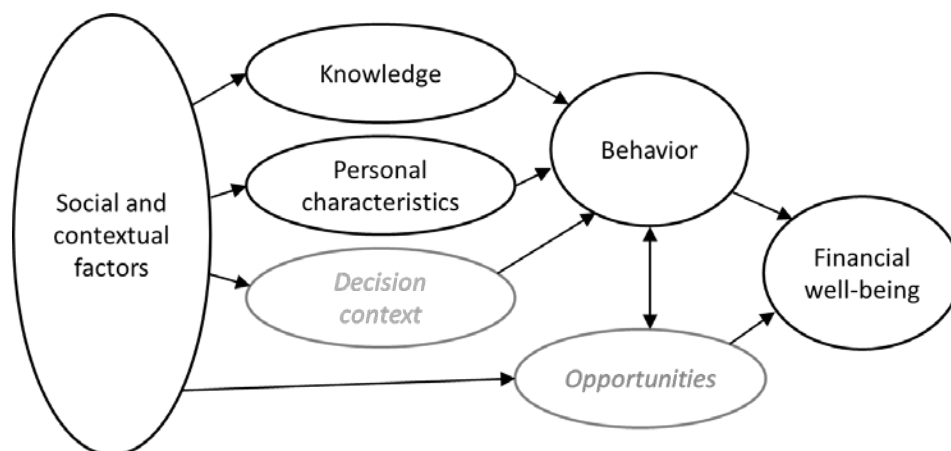 Knowledge
Personal
characteristics
Social and
contextual
factors
Decision
context
Behavior
Opportunities
Financial
well-being